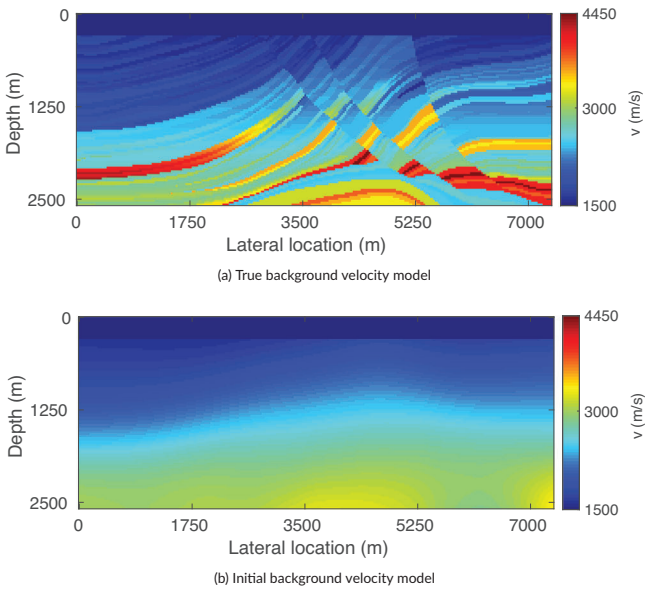 0
1250
2500
Depth (m)
0 1750 3500 5250 7000
Lateral location (m)
4450
3000
1500
v (m/s)
(a) True background velocity model
0
1250
2500
Depth (m)
0 1750 3500 5250 7000
Lateral location (m)
4450
3000
1500
v (m/s)
(b) Initial background velocity model